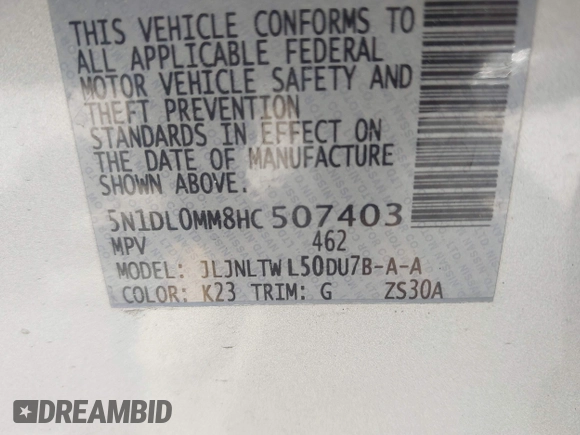 THIS VEHICLE CONFORMS TO
ALL APPLICABLE FEDERAL
MOTOR VEHICLE SAFETY AND
THEFT PREVENTION
STANDARDS IN EFFECT ON
THE DATE OF MANUFACTURE
SHOWN ABOVE.
5N1DL0MM8HC507403
MPV 462
MODEL: JLJNLTWL50DU7B-A-A
COLOR: K23 TRIM: G ZS30A
DREAMBID